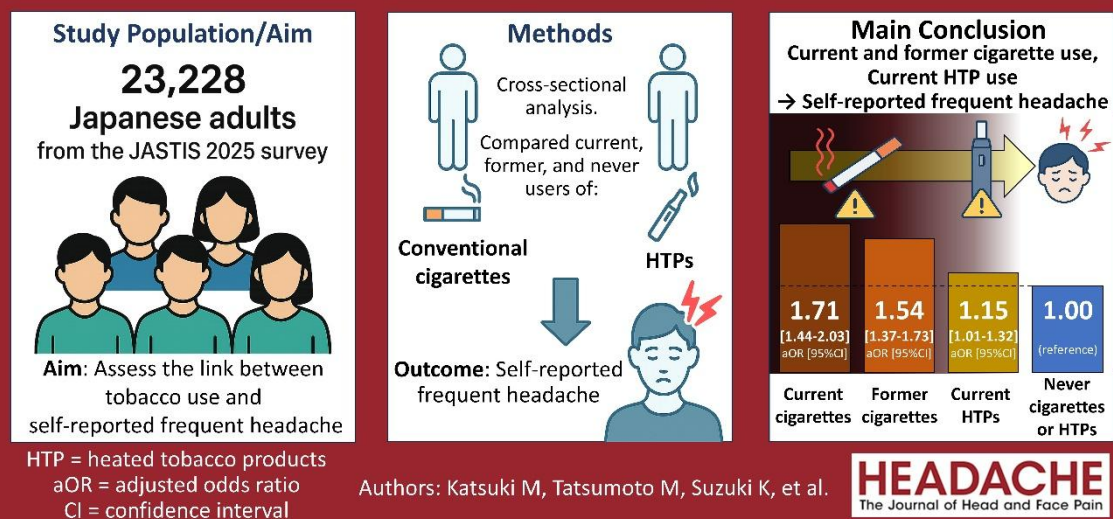 Study Population/Aim
23,228
Japanese adults
from the JASTIS 2025 survey
Aim: Assess the link between
tobacco use and
self-reported frequent headache
Methods
Cross-sectional
analysis.
Compared current,
former, and never
users of:
Conventional
cigarettes
HTPs
Outcome: Self-reported
frequent headache
Main Conclusion
Current and former cigarette use,
Current HTP use
→ Self-reported frequent headache
1.71
[1.44-2.03]
aOR [95%CI]
1.54
[1.37-1.73]
aOR [95%CI]
1.15
[1.01-1.32]
aOR [95%CI]
1.00
(reference)
Current
cigarettes
Former
cigarettes
Current
HTPs
Never
cigarettes
or HTPs
HTP = heated tobacco products
aOR = adjusted odds ratio
CI = confidence interval
Authors: Katsuki M, Tatsumoto M, Suzuki K, et al.
HEADACHE
The Journal of Head and Face Pain